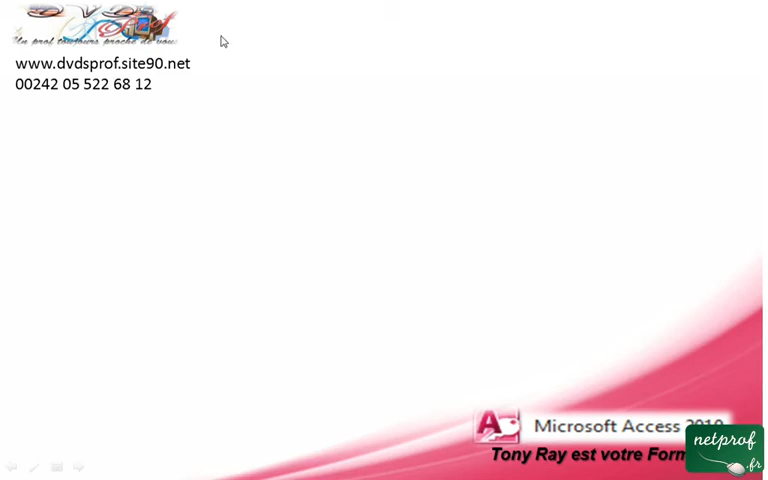 Un prof toujours proche de vous
www.dvdsprof.site90.net
00242 05 522 68 12
Microsoft Access 2010
Tony Ray est votre Form
netprof
.fr